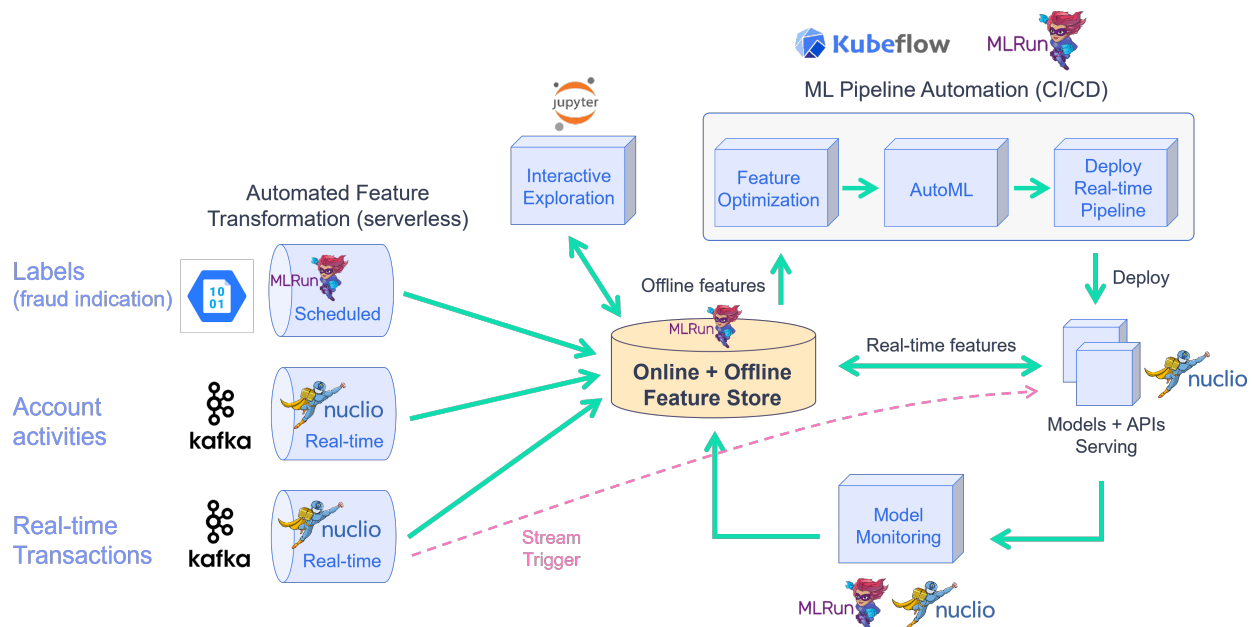 Kubeflow
MLRun
ML Pipeline Automation (CI/CD)
jupyter
Interactive
Exploration
Feature
Optimization
AutoML
Deploy
Real-time
Pipeline
Automated Feature
Transformation (serverless)
Labels
(fraud indication)
10
01
MLRun
Scheduled
Offline features
Deploy
MLRun
Online + Offline
Feature Store
Real-time features
nuclio
Models + APIs
Serving
Account
activities
kafka
nuclio
Real-time
Real-time
Transactions
kafka
nuclio
Real-time
Stream
Trigger
Model
Monitoring
MLRun
nuclio